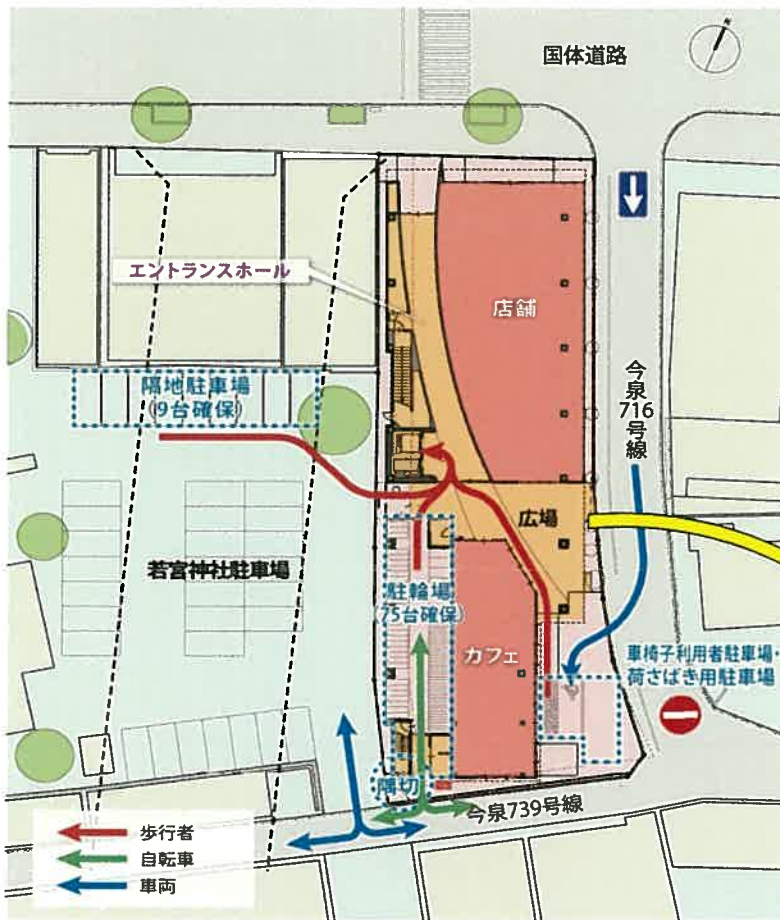 国体道路
N
エントランスホール
店舗
隔地駐車場
(9台確保)
今泉
716
号線
広場
若宮神社駐車場
駐輪場
(75台確保)
カフェ
車椅子利用者駐車場・
荷さばき用駐車場
隅切
今泉739号線
歩行者
自転車
車両